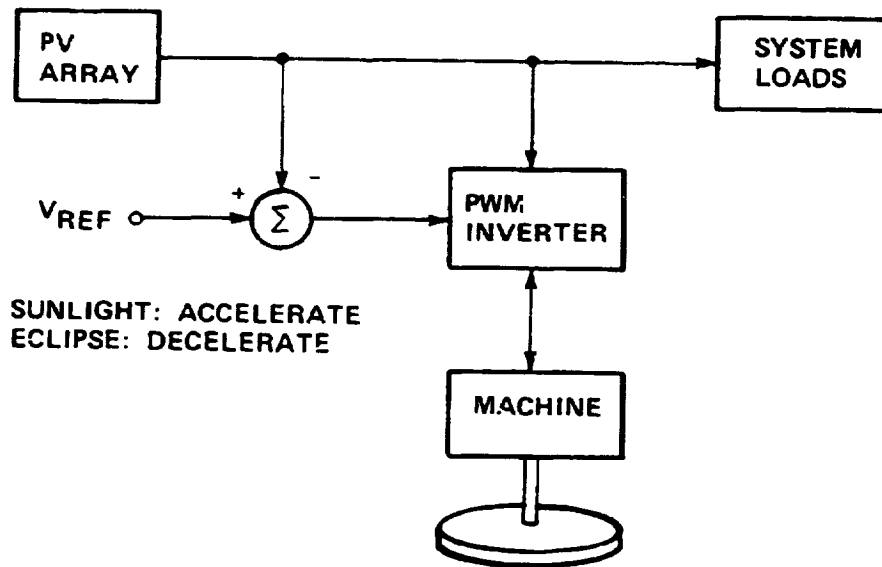 PV
ARRAY
SYSTEM
LOADS
+
-
VREF
Σ
PWM
INVERTER
SUNLIGHT: ACCELERATE
ECLIPSE: DECELERATE
MACHINE